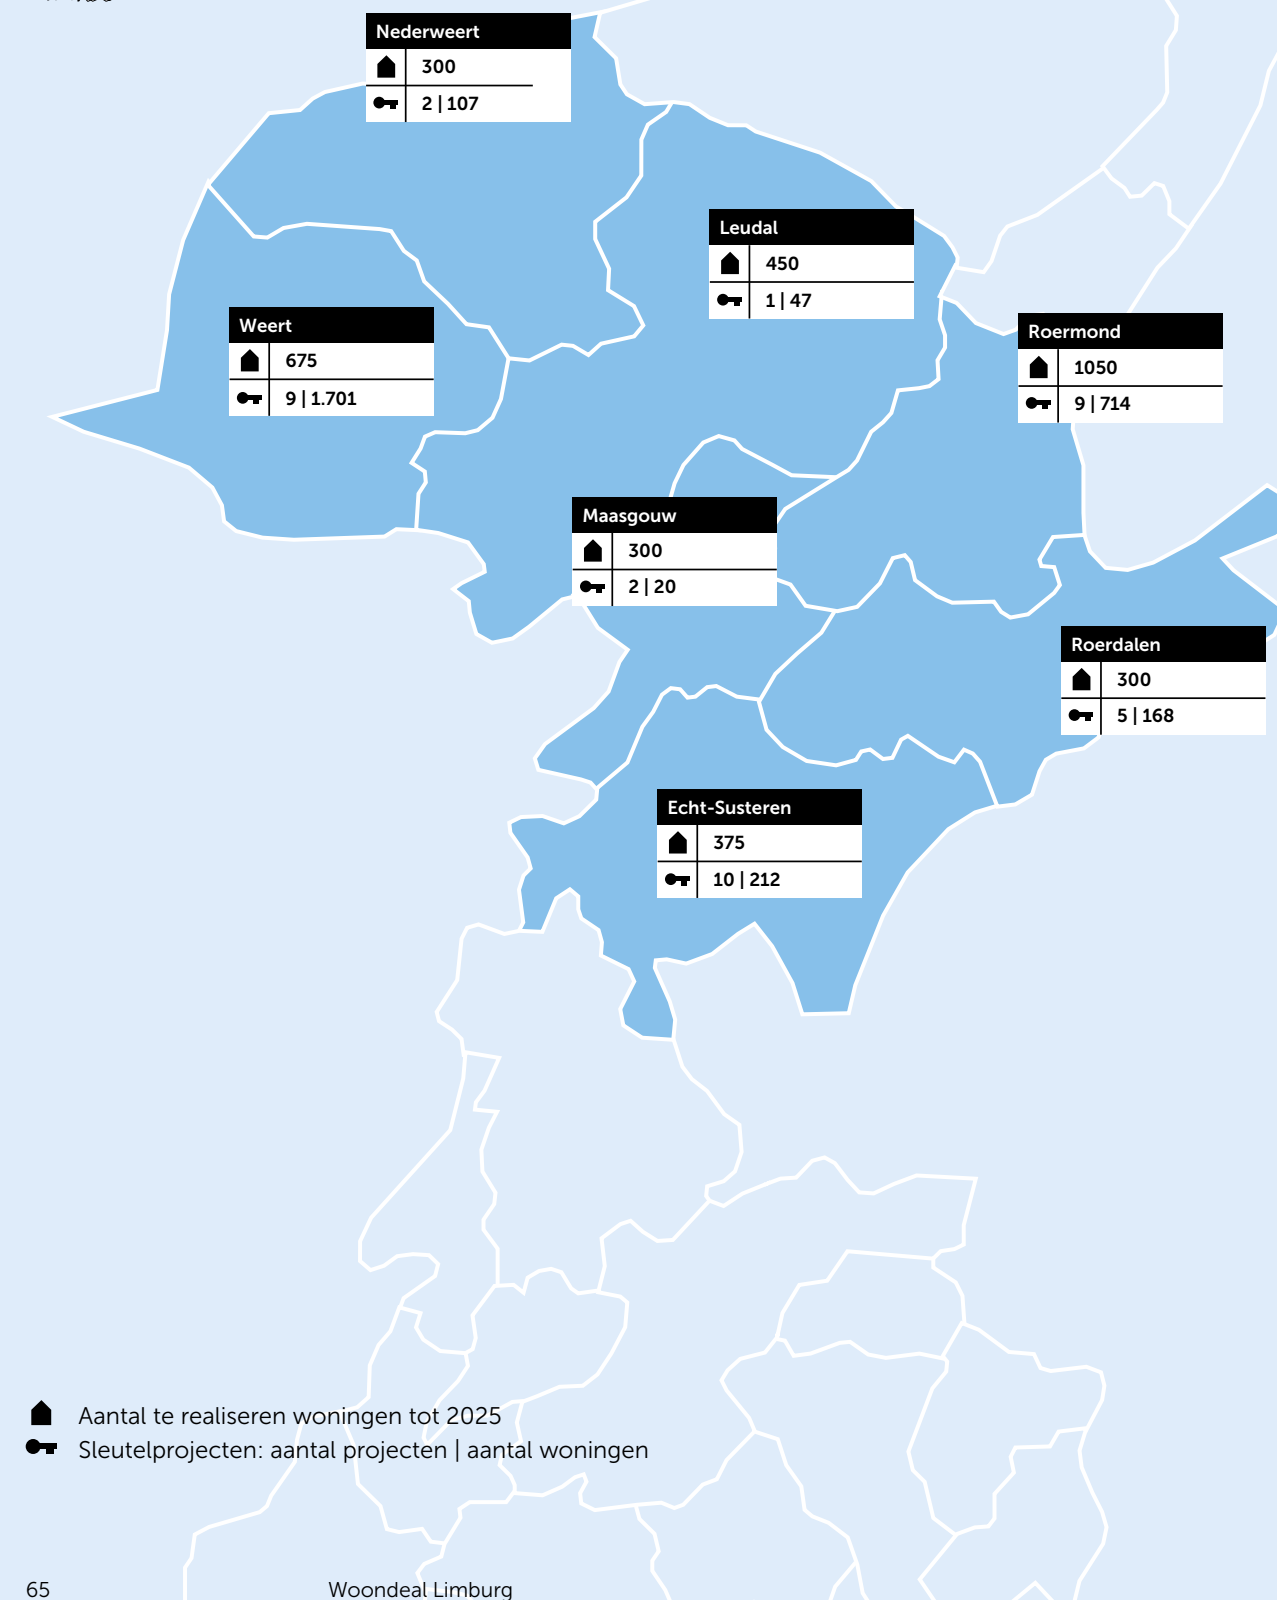 Nederweert
300
2 | 107
Leudal
450
1 | 47
Weert
675
9 | 1.701
Roermond
1050
9 | 714
Maasgouw
300
2 | 20
Roerdalen
300
5 | 168
Echt-Susteren
375
10 | 212
Aantal te realiseren woningen tot 2025
Sleutelprojecten: aantal projecten | aantal woningen
65 Woondeal Limburg